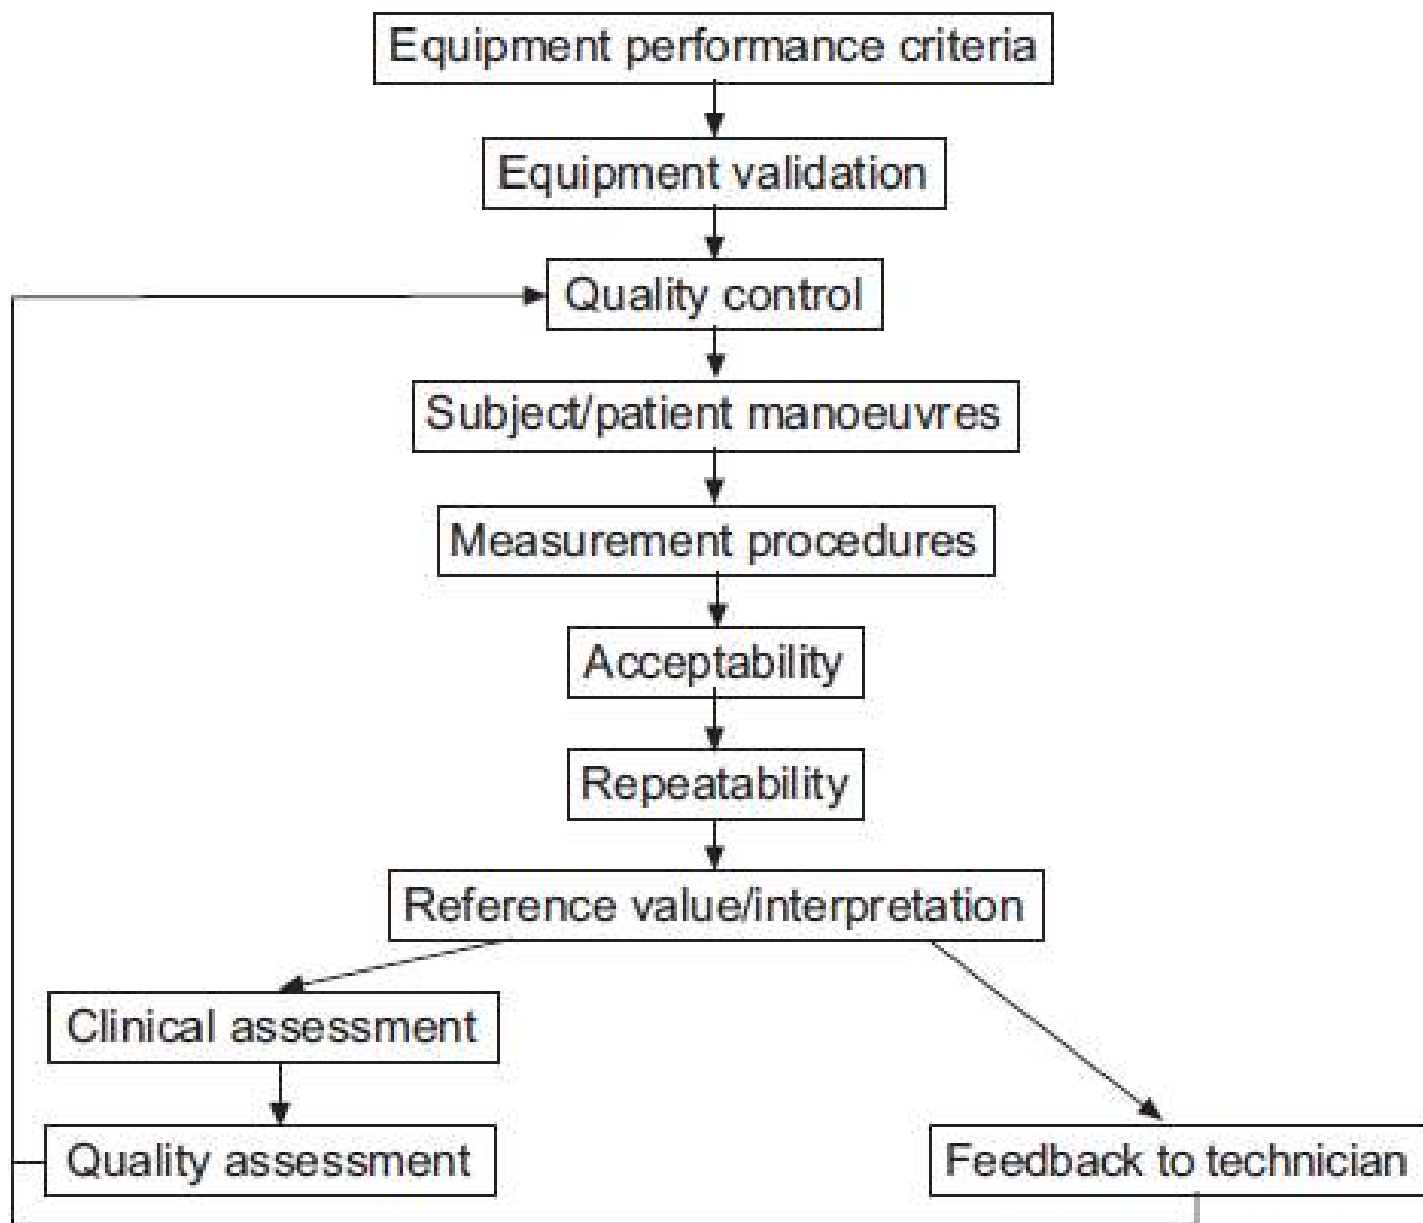 Equipment performance criteria
Equipment validation
Quality control
Subject/patient manoeuvres
Measurement procedures
Acceptability
Repeatability
Reference value/interpretation
Clinical assessment
Quality assessment
Feedback to technician